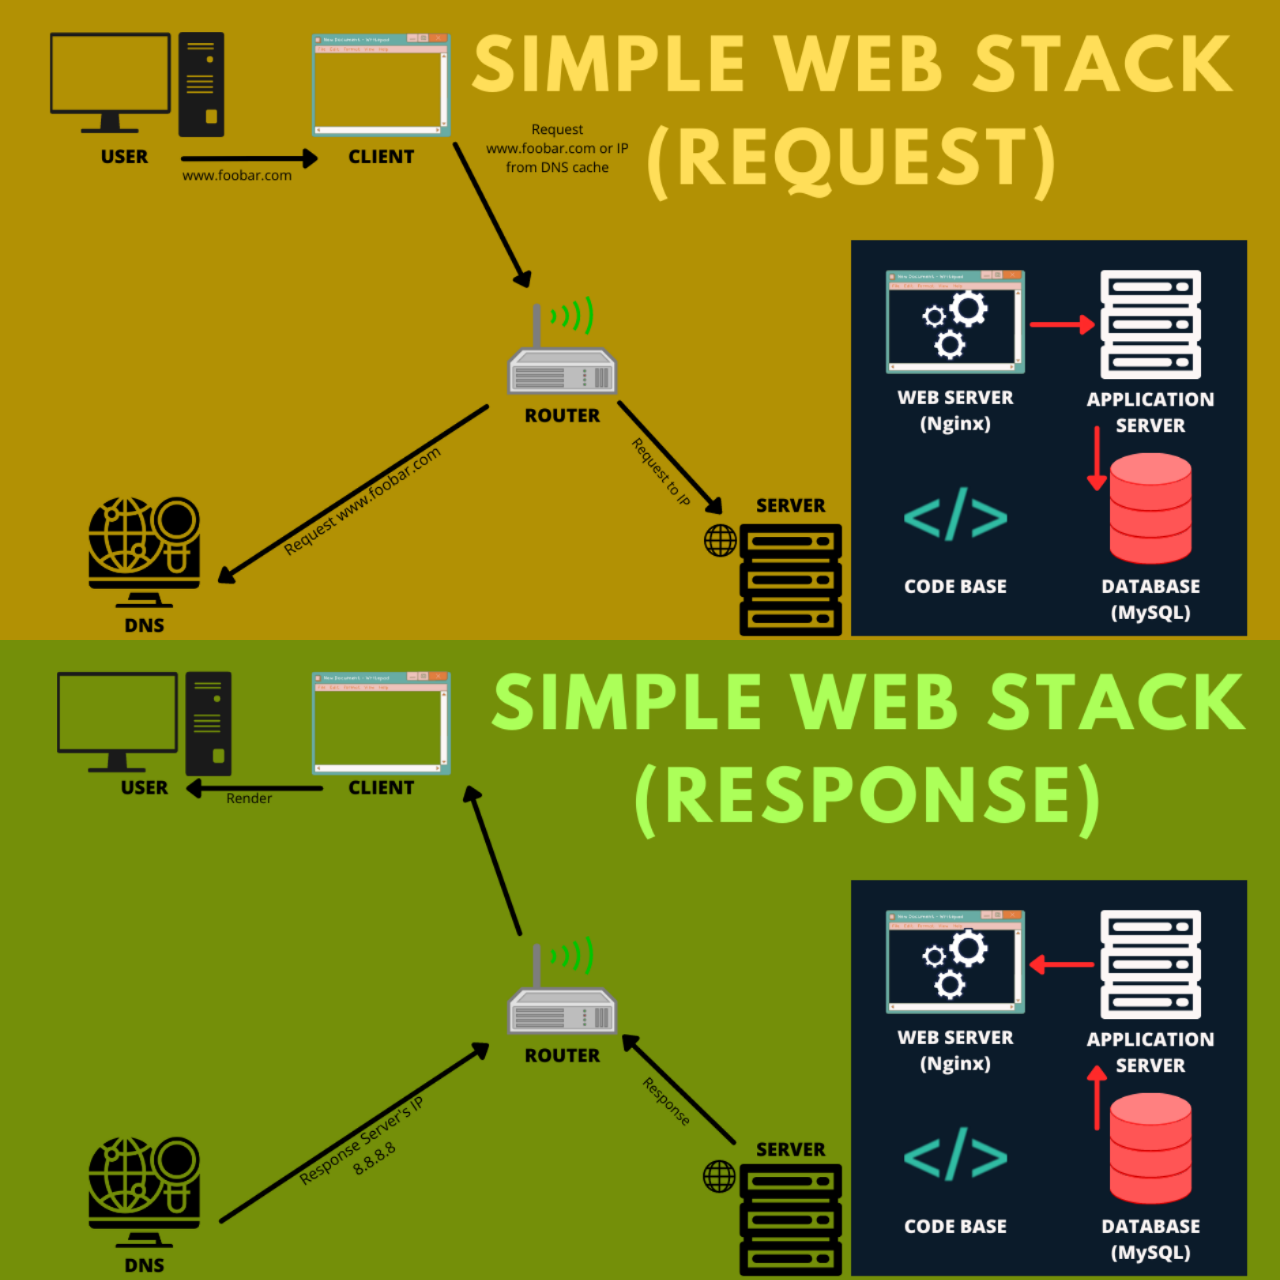 SIMPLE WEB STACK
(REQUEST)
USER
www.foobar.com
CLIENT
Request
www.foobar.com or IP
from DNS cache
ROUTER
Request www.foobar.com
Request to IP
DNS
SERVER
WEB SERVER
(Nginx)
APPLICATION
SERVER
CODE BASE
DATABASE
(MySQL)
SIMPLE WEB STACK
(RESPONSE)
USER
Render
CLIENT
ROUTER
Response Server's IP
8.8.8.8
Response
DNS
SERVER
WEB SERVER
(Nginx)
APPLICATION
SERVER
CODE BASE
DATABASE
(MySQL)